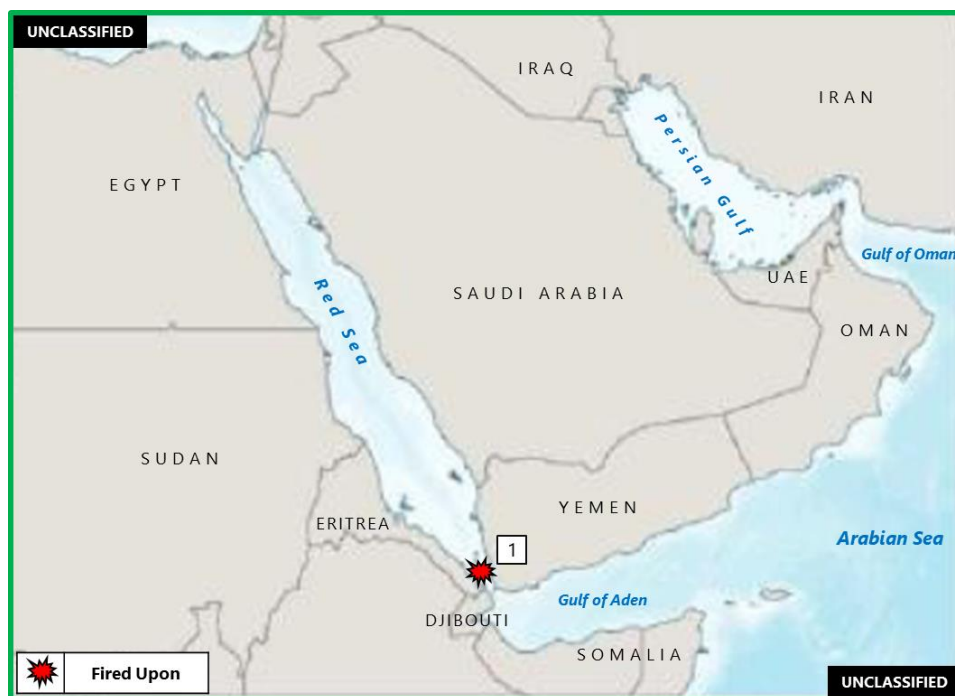 UNCLASSIFIED
IRAQ
IRAN
Persian Gulf
EGYPT
Gulf of Oman
UAE
Red Sea
SAUDI ARABIA
OMAN
SUDAN
YEMEN
ERITREA
Arabian Sea
1
Gulf of Aden
DJIBOUTI
SOMALIA
Fired Upon
UNCLASSIFIED